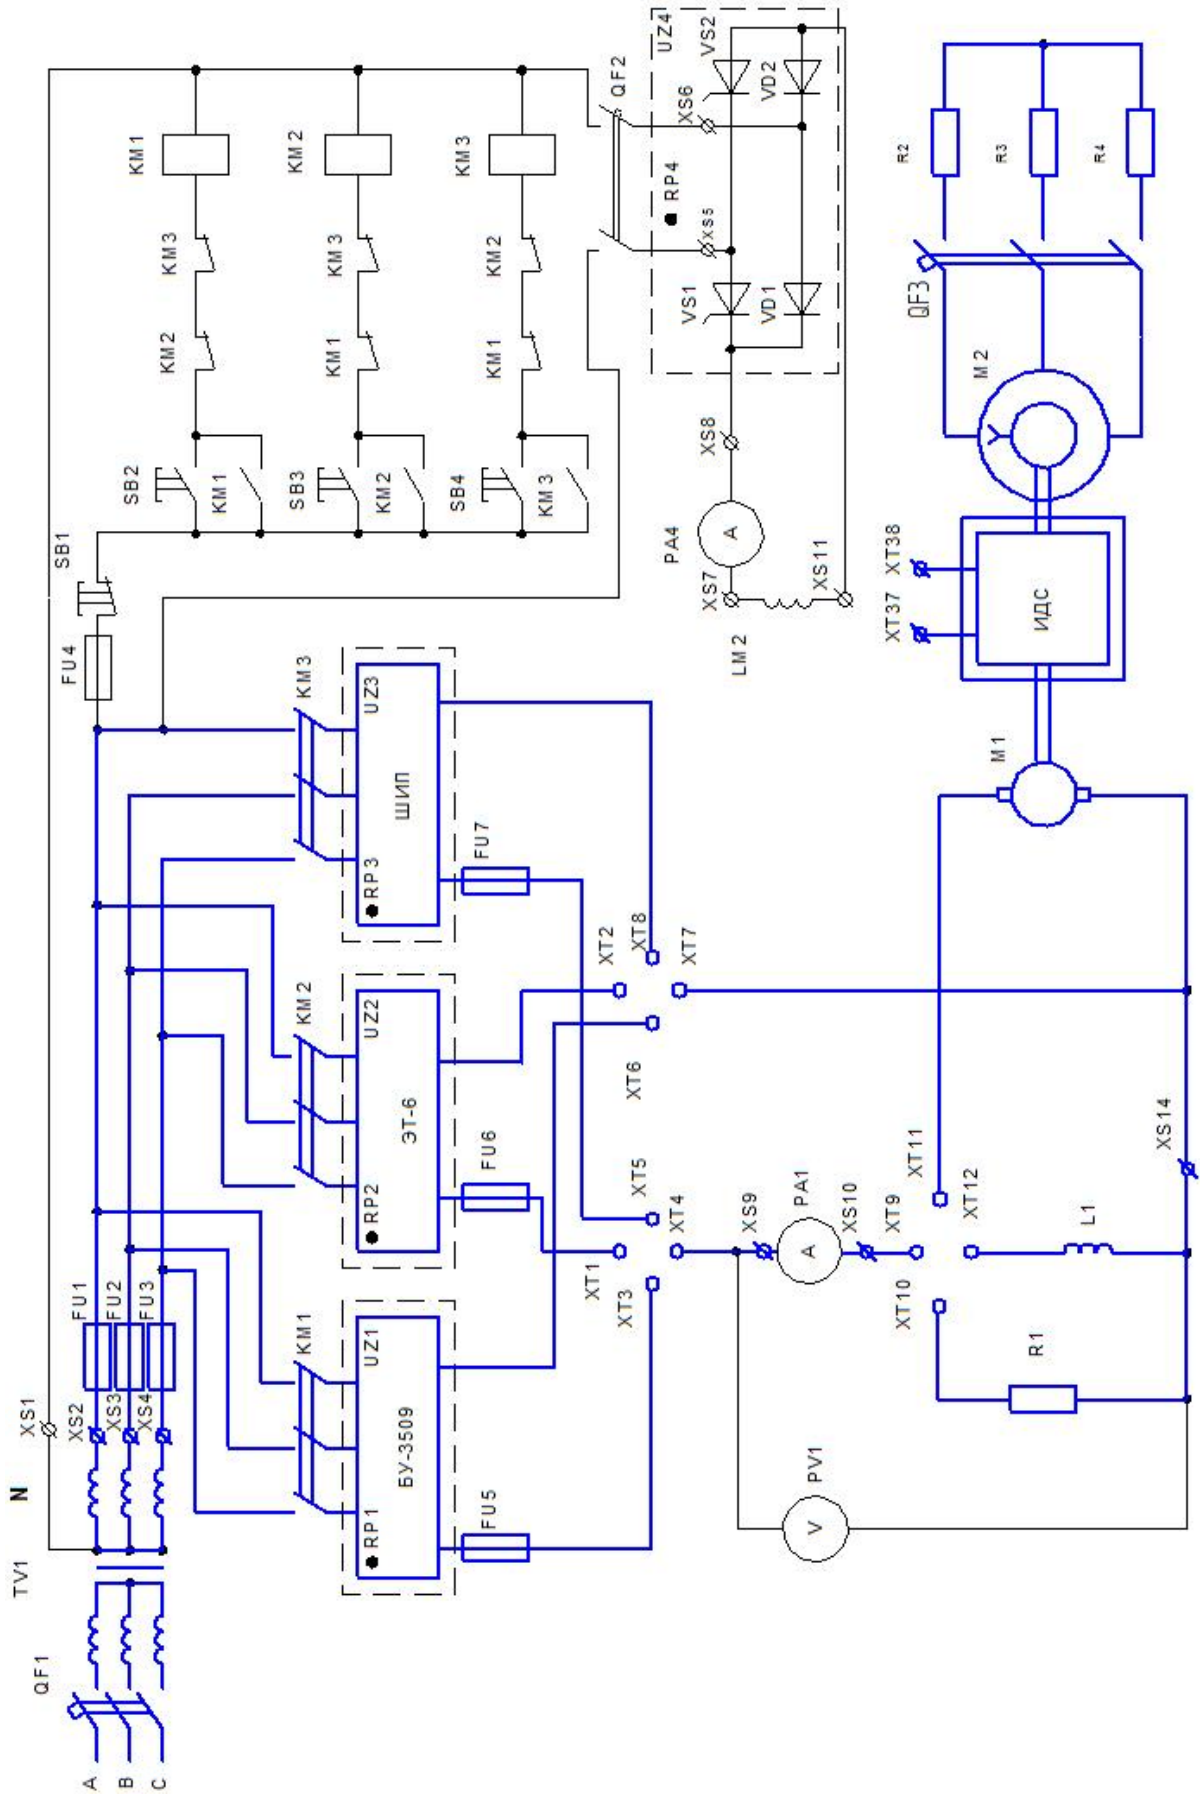 A
B
C
QF1
TV1
N
XS1
XS2
XS3
XS4
FU1
FU2
FU3
FU4
SB1
SB2
KM1
KM2
KM3
KM1
SB3
KM2
KM1
KM3
KM2
SB4
KM3
KM1
KM2
KM3
QF2
KM1
KM2
KM3
UZ1
БУ-3509
RP1
UZ2
ЭТ-6
RP2
UZ3
ШИП
RP3
FU5
FU6
FU7
XT1
XT3
XT4
XT5
XT2
XT6
XT7
XT8
UZ4
VS2
VD2
XS6
RP4
XS5
VS1
VD1
XS8
PA4
A
XS7
XS11
LM2
XS9
PA1
A
XS10
XT9
XT10
XT11
XT12
L1
R1
XS14
PV1
V
M1
ИДС
XT37
XT38
M2
QF3
R2
R3
R4